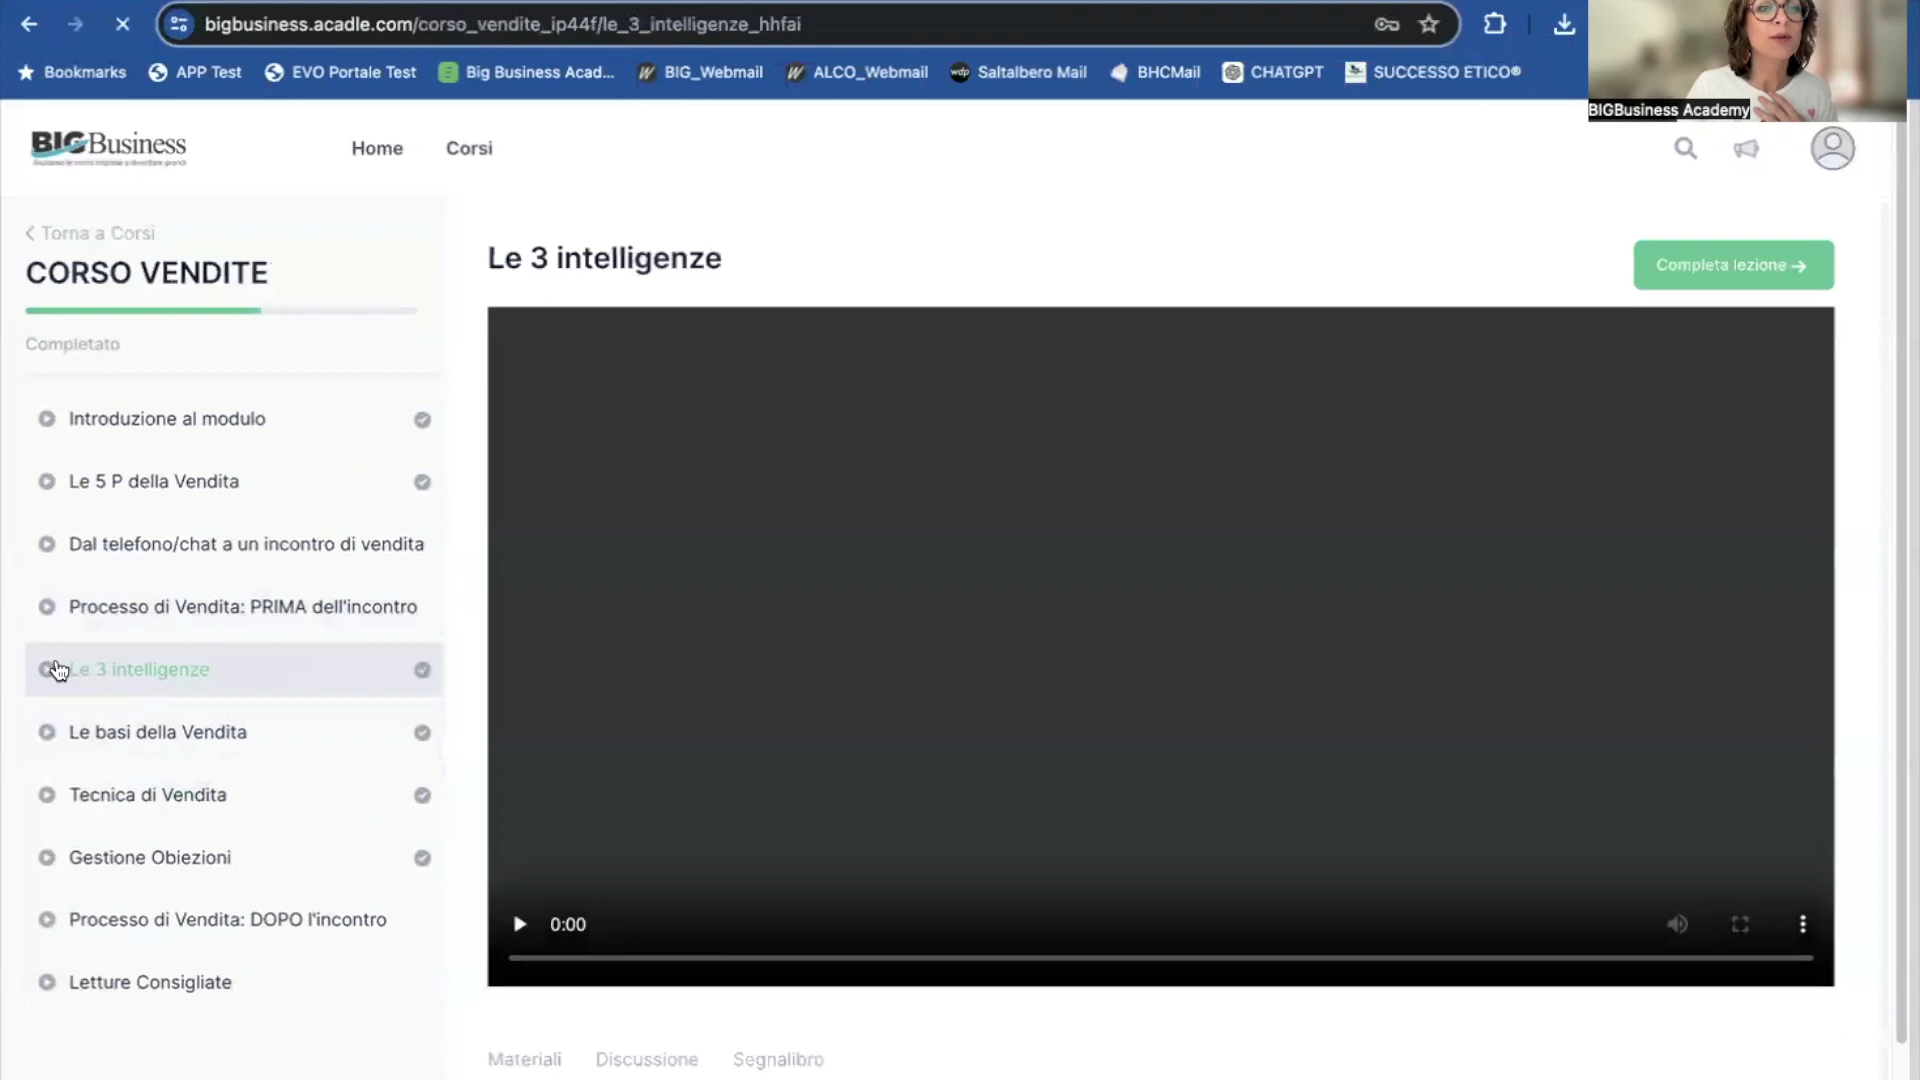 bigbusiness.acadle.com/corso_vendite_ip44f/le_3_intelligenze_hhfai
Bookmarks
APP Test
EVO Portale Test
Big Business Acad...
BIG_Webmail
ALCO_Webmail
wdp
Saltalbero Mail
BHCMail
CHATGPT
SUCCESSO ETICO®
BIGBusiness Academy
BIGBusiness
Home
Corsi
Torna a Corsi
CORSO VENDITE
Completato
Introduzione al modulo
Le 5 P della Vendita
Dal telefono/chat a un incontro di vendita
Processo di Vendita: PRIMA dell'incontro
Le 3 intelligenze
Le basi della Vendita
Tecnica di Vendita
Gestione Obiezioni
Processo di Vendita: DOPO l'incontro
Letture Consigliate
Le 3 intelligenze
Completa lezione
0:00
Materiali
Discussione
Segnalibro